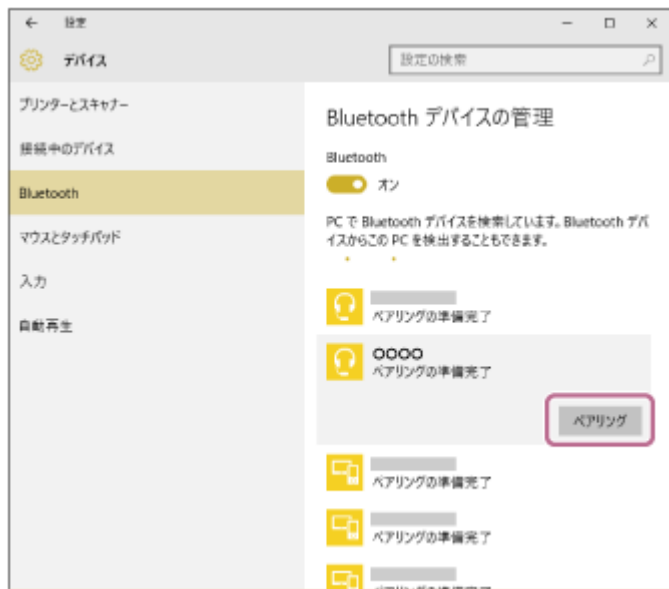 設定
デバイス
設定の検索
プリンターとスキャナー
接続中のデバイス
Bluetooth
マウスとタッチパッド
入力
自動再生
Bluetooth デバイスの管理
Bluetooth
オン
PC で Bluetooth デバイスを検索しています。Bluetooth デバ
イスからこの PC を検出することもできます。
ペアリングの準備完了
OOOO
ペアリングの準備完了
ペアリング
ペアリングの準備完了
ペアリングの準備完了